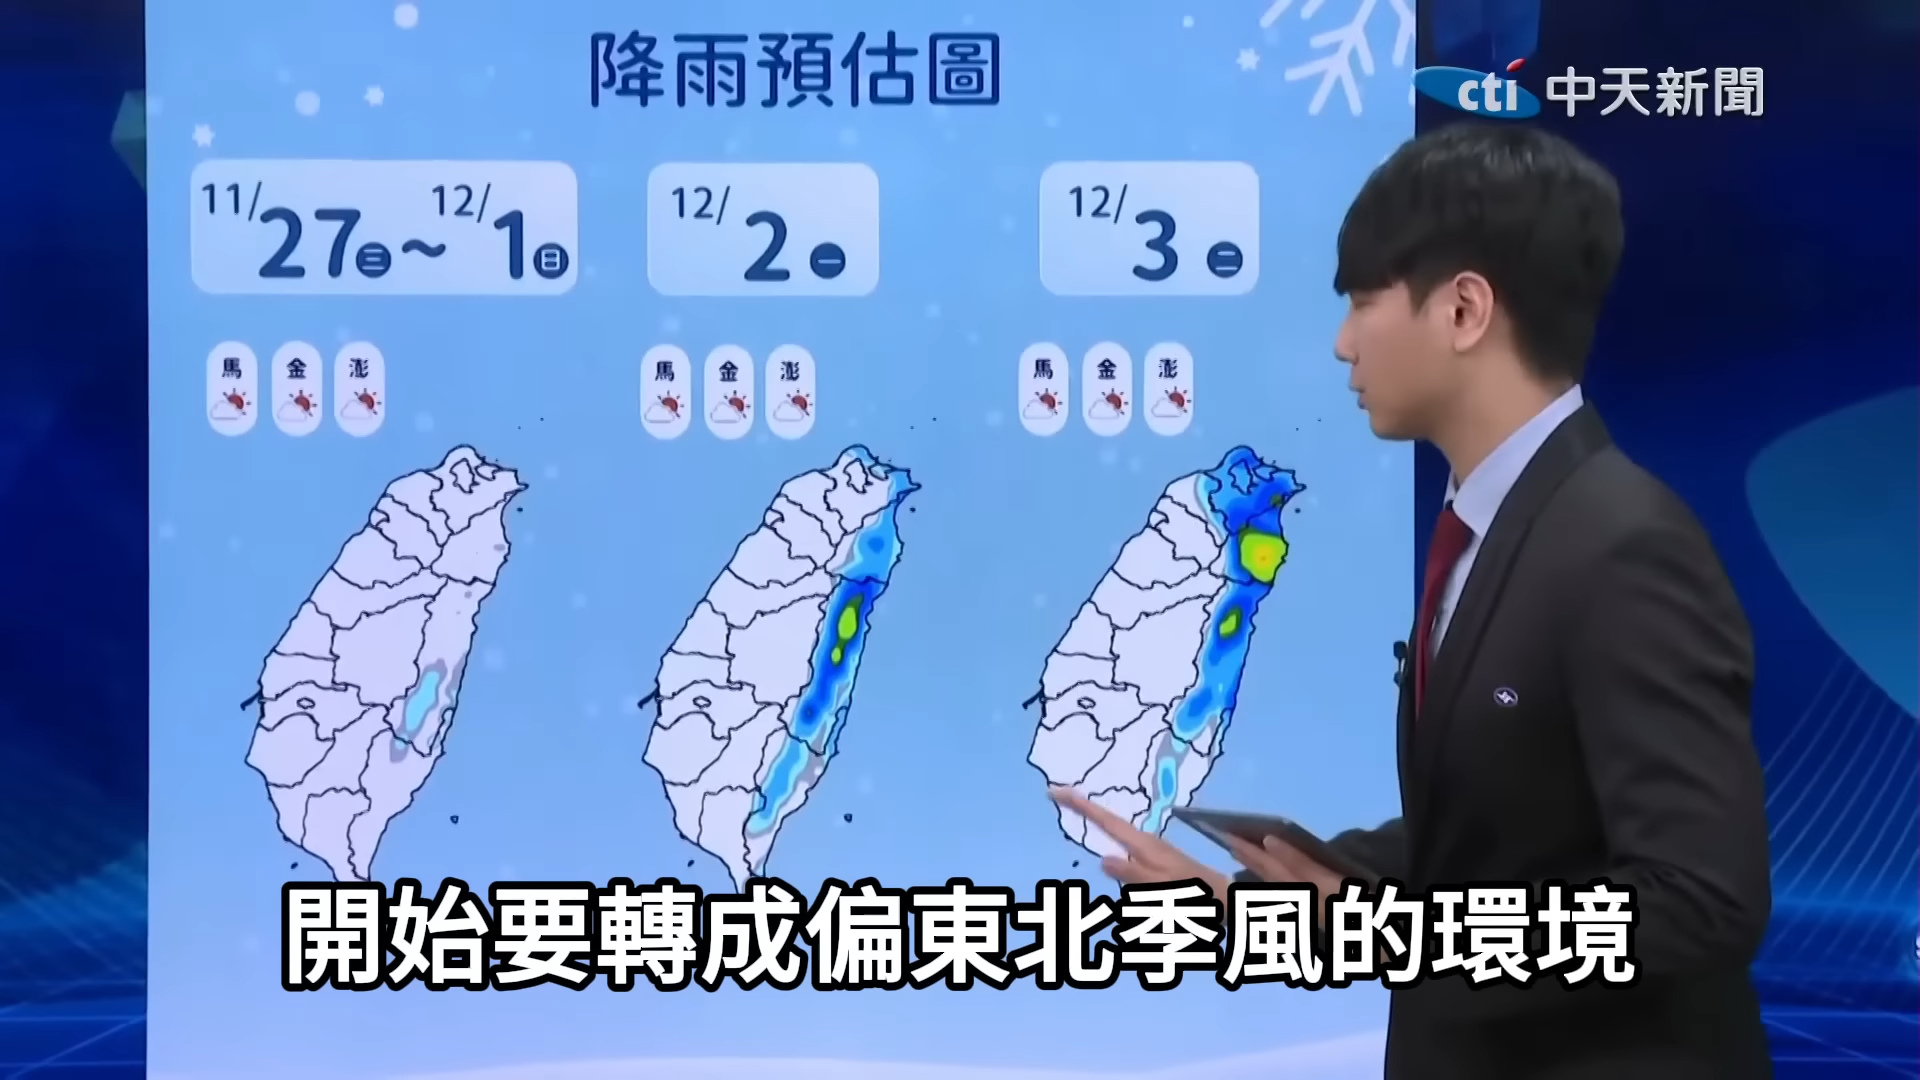 降雨預估圖
cti 中天新聞
11/27三~12/1日
12/2一
12/3二
馬 金 澎
馬 金 澎
馬 金 澎
開始要轉成偏東北季風的環境